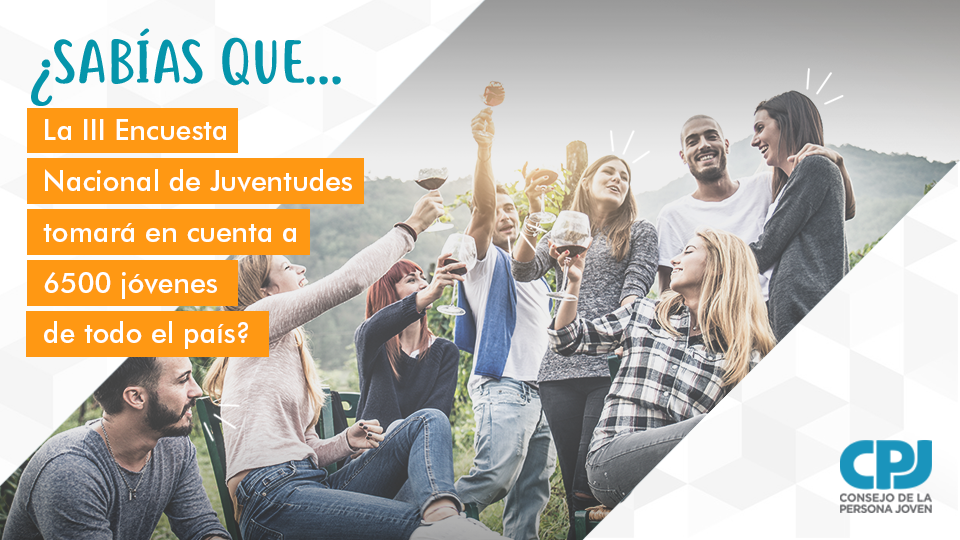 ¿SABÍAS QUE...
La III Encuesta
Nacional de Juventudes
tomará en cuenta a
6500 jóvenes
de todo el país?
CPJ
CONSEJO DE LA
PERSONA JOVEN